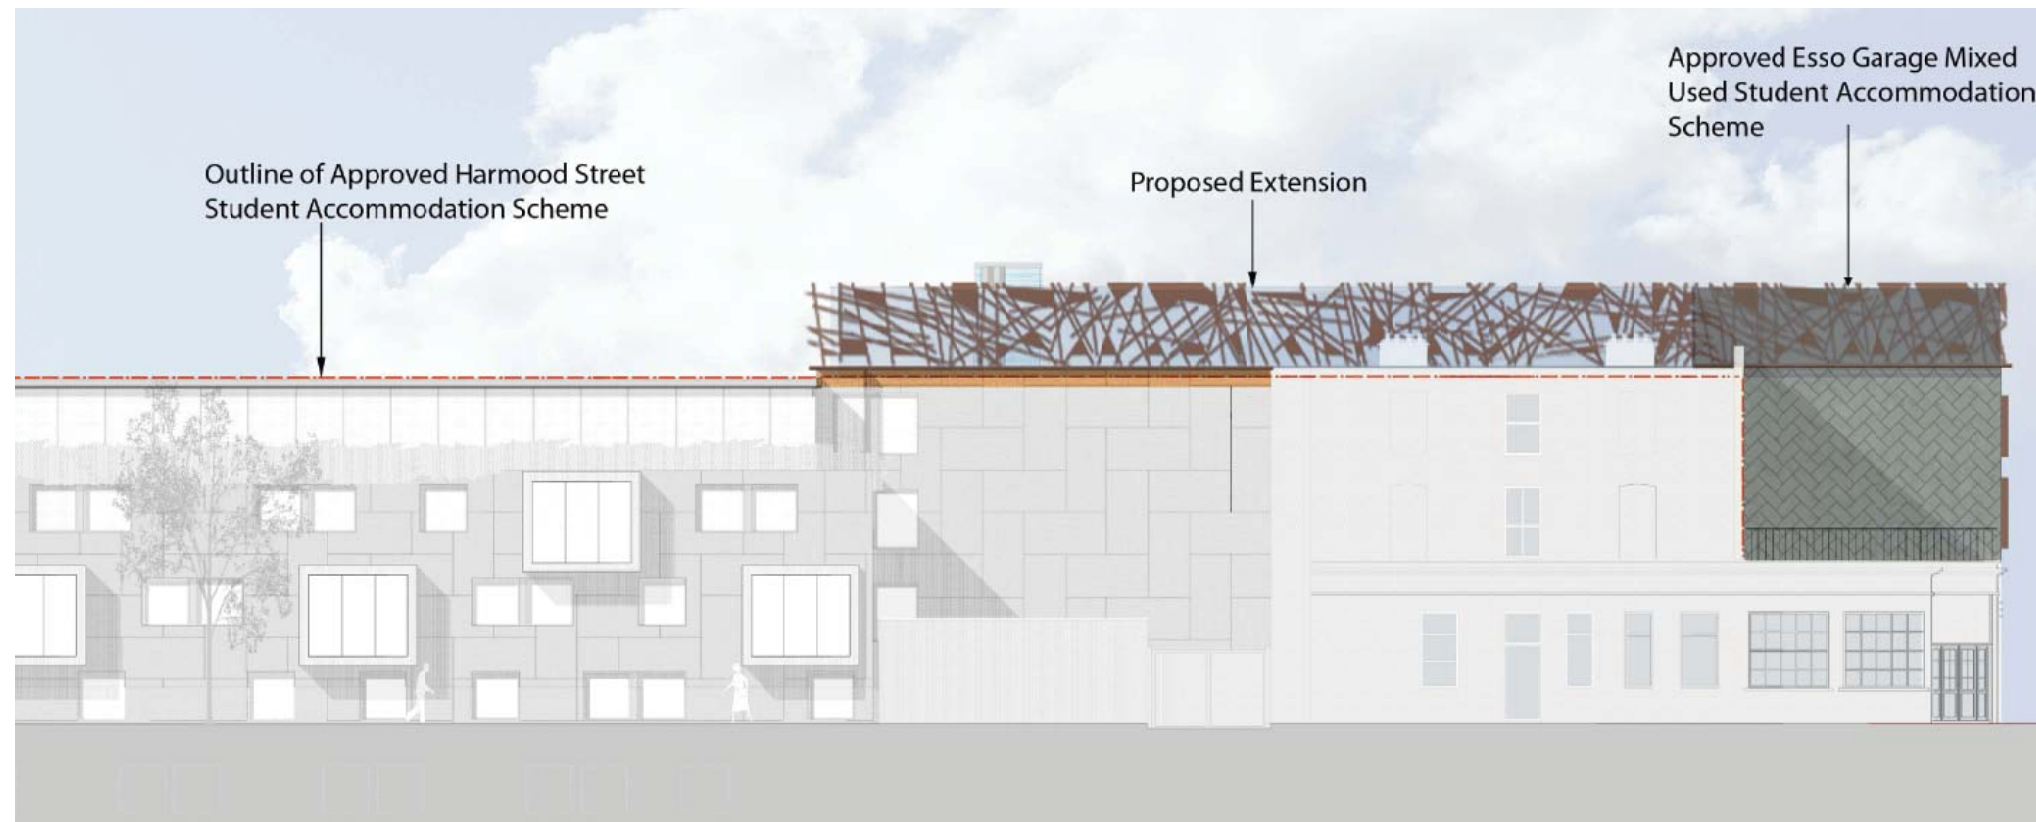 Approved Esso Garage Mixed
Used Student Accommodation
Scheme
Outline of Approved Harmood Street
Student Accommodation Scheme
Proposed Extension